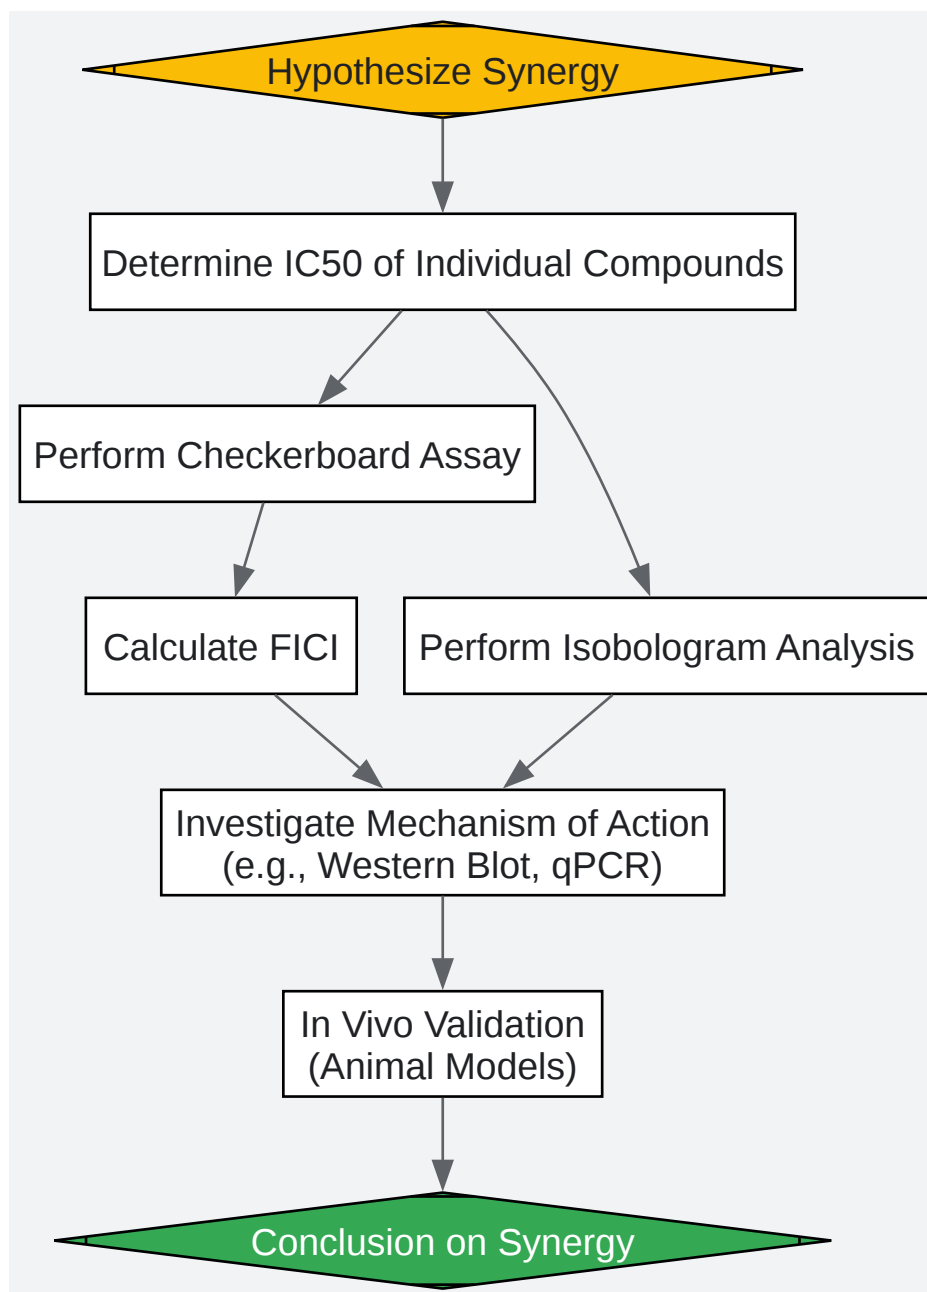 Hypothesize Synergy
Determine IC50 of Individual Compounds
Perform Checkerboard Assay
Calculate FICI
Perform Isobologram Analysis
Investigate Mechanism of Action
(e.g., Western Blot, qPCR)
In Vivo Validation
(Animal Models)
Conclusion on Synergy